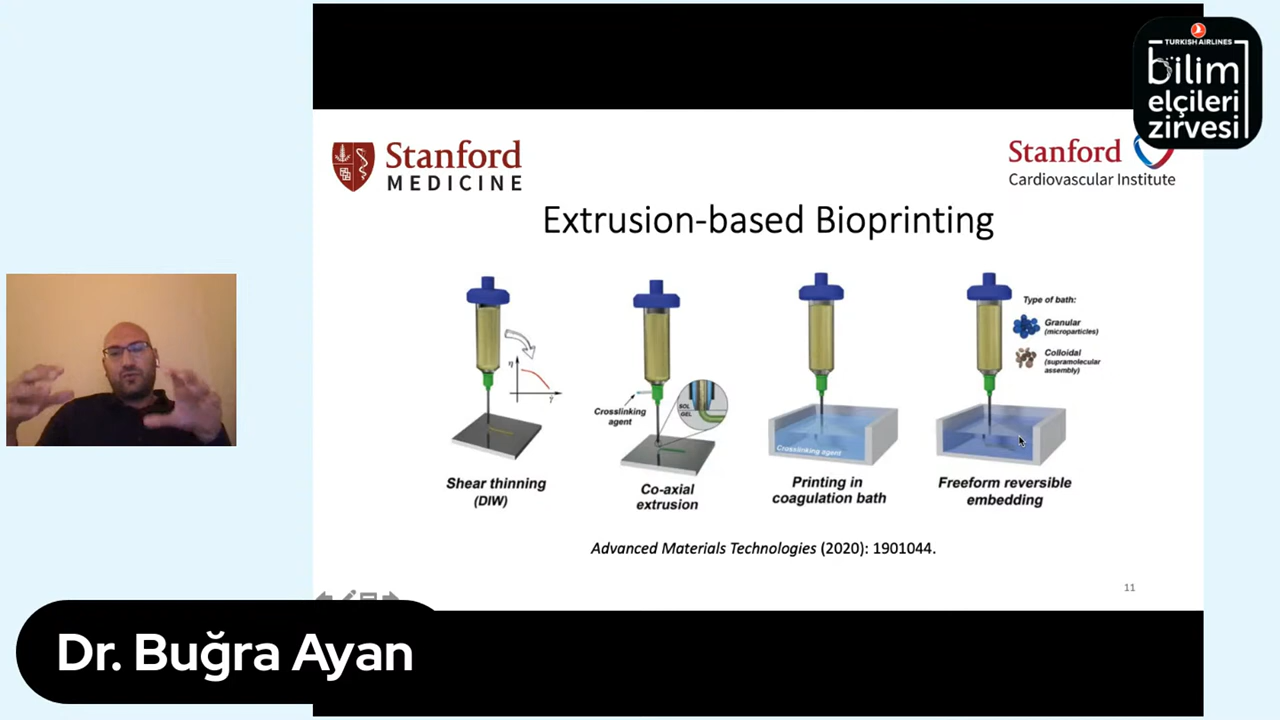 TURKISH AIRLINES
bilim
elçileri
zirvesi
Stanford
MEDICINE
Stanford
Cardiovascular Institute
Extrusion-based Bioprinting
Type of bath:
Granular
(microparticles)
Colloidal
(supramolecular
assembly)
η
γ̇
Crosslinking
agent
SOL
GEL
Crosslinking agent
Shear thinning
(DIW)
Co-axial
extrusion
Printing in
coagulation bath
Freeform reversible
embedding
Advanced Materials Technologies (2020): 1901044.
11
Dr. Buğra Ayan